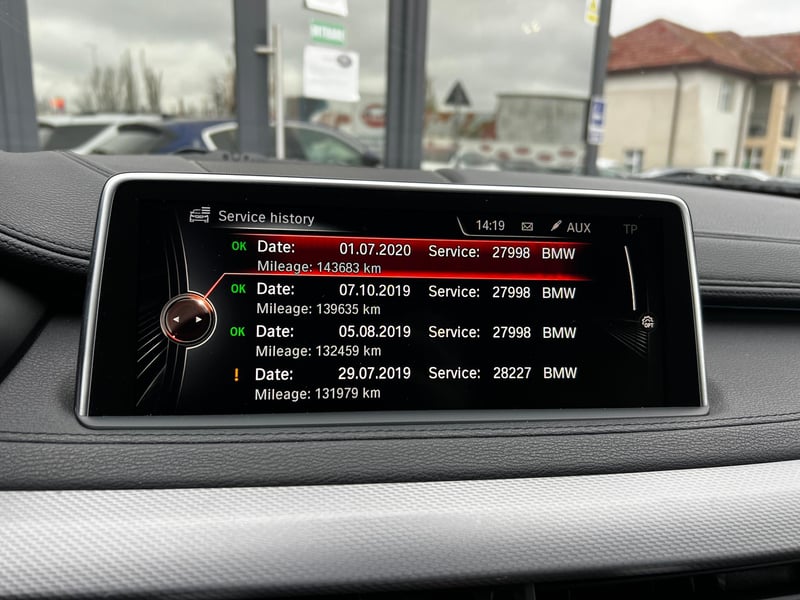 Service history
14:19 AUX TP
OK Date: 01.07.2020 Service: 27998 BMW
Mileage: 143683 km
OK Date: 07.10.2019 Service: 27998 BMW
Mileage: 139635 km
OK Date: 05.08.2019 Service: 27998 BMW
Mileage: 132459 km
! Date: 29.07.2019 Service: 28227 BMW
Mileage: 131979 km
OPT